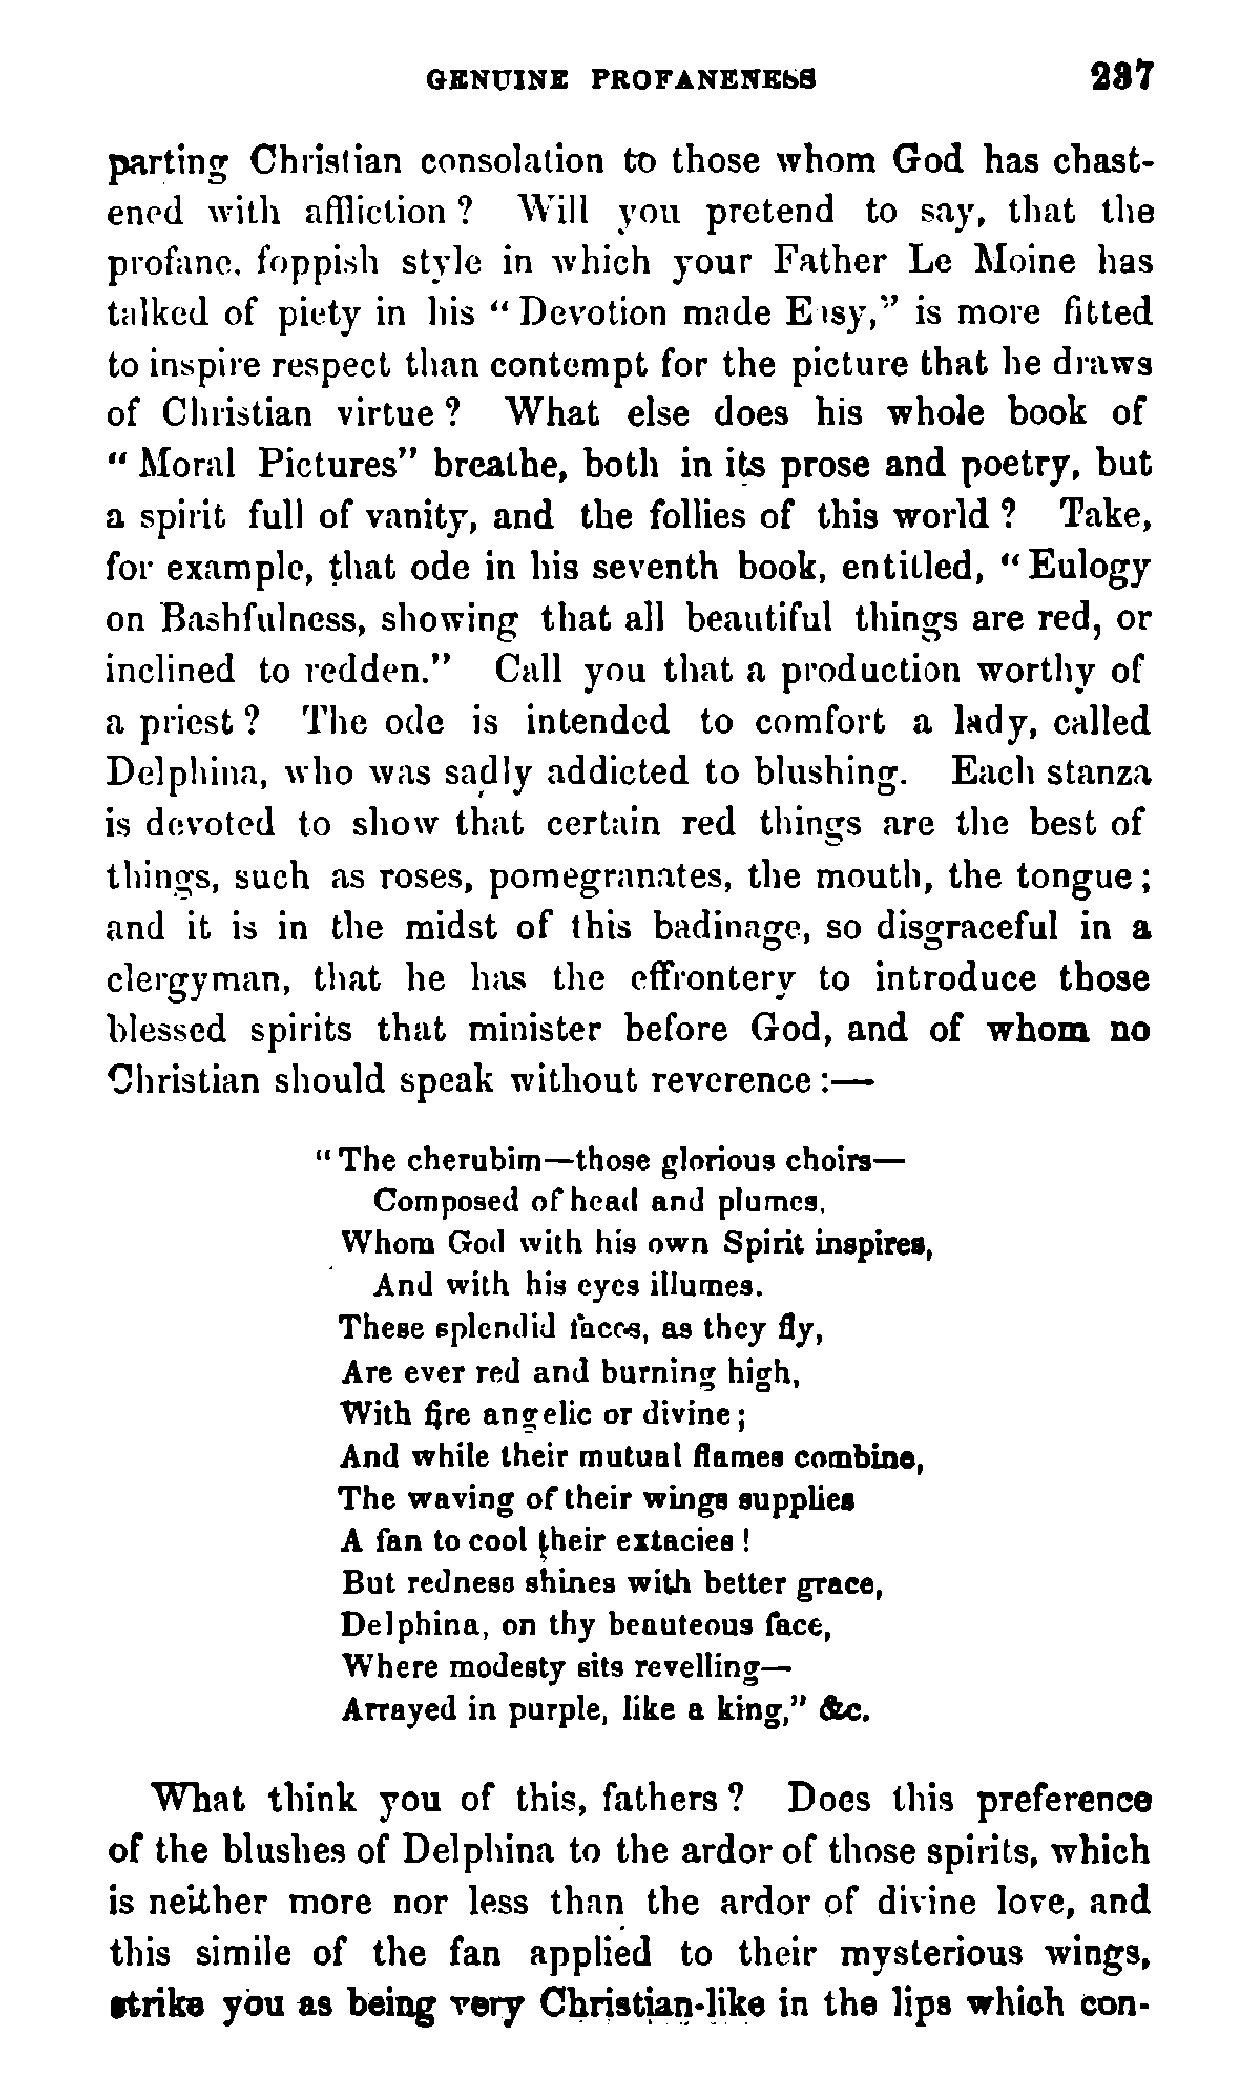 GENUINE PROFANENESS 237
parting Christian consolation to those whom God has chast-
ened with affliction? Will you pretend to say, that the
profane, foppish style in which your Father Le Moine has
talked of piety in his "Devotion made Easy," is more fitted
to inspire respect than contempt for the picture that he draws
of Christian virtue? What else does his whole book of
"Moral Pictures" breathe, both in its prose and poetry, but
a spirit full of vanity, and the follies of this world? Take,
for example, that ode in his seventh book, entitled, "Eulogy
on Bashfulness, showing that all beautiful things are red, or
inclined to redden." Call you that a production worthy of
a priest? The ode is intended to comfort a lady, called
Delphina, who was sadly addicted to blushing. Each stanza
is devoted to show that certain red things are the best of
things, such as roses, pomegranates, the mouth, the tongue;
and it is in the midst of this badinage, so disgraceful in a
clergyman, that he has the effrontery to introduce those
blessed spirits that minister before God, and of whom no
Christian should speak without reverence:—
"The cherubim—those glorious choirs—
Composed of head and plumes,
Whom God with his own Spirit inspires,
And with his eyes illumes.
These splendid faces, as they fly,
Are ever red and burning high,
With fire angelic or divine;
And while their mutual flames combine,
The waving of their wings supplies
A fan to cool their extacies!
But redness shines with better grace,
Delphina, on thy beauteous face,
Where modesty sits revelling—
Arrayed in purple, like a king," &c.
What think you of this, fathers? Does this preference
of the blushes of Delphina to the ardor of those spirits, which
is neither more nor less than the ardor of divine love, and
this simile of the fan applied to their mysterious wings,
strike you as being very Christian-like in the lips which con-